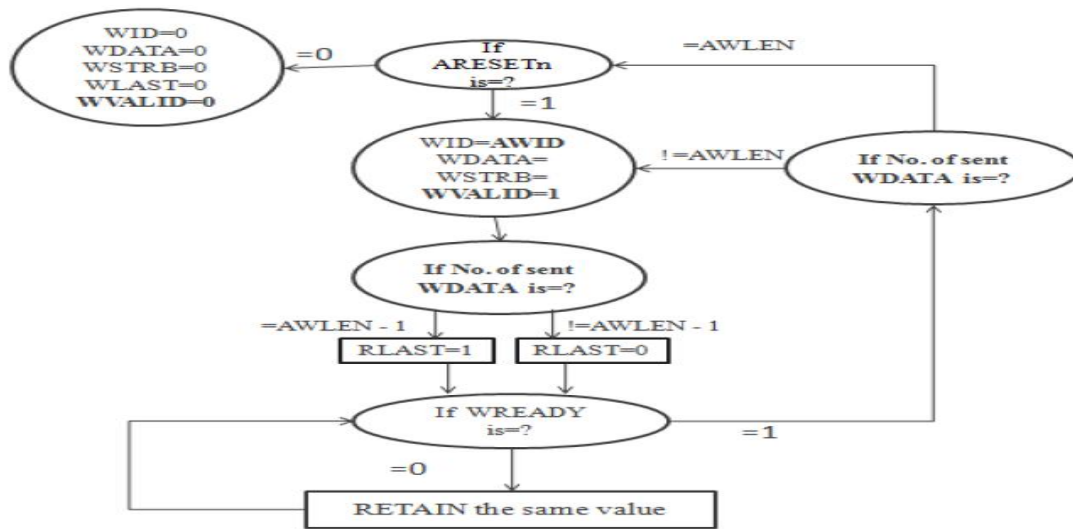 WID=0
WDATA=0
WSTRB=0
WLAST=0
WVALID=0
=0
If
ARESETn
is=?
=AWLEN
=1
WID=AWID
WDATA=
WSTRB=
WVALID=1
!=AWLEN
If No. of sent
WDATA is=?
If No. of sent
WDATA is=?
=AWLEN - 1
!=AWLEN - 1
RLAST=1
RLAST=0
If WREADY
is=?
=1
=0
RETAIN the same value